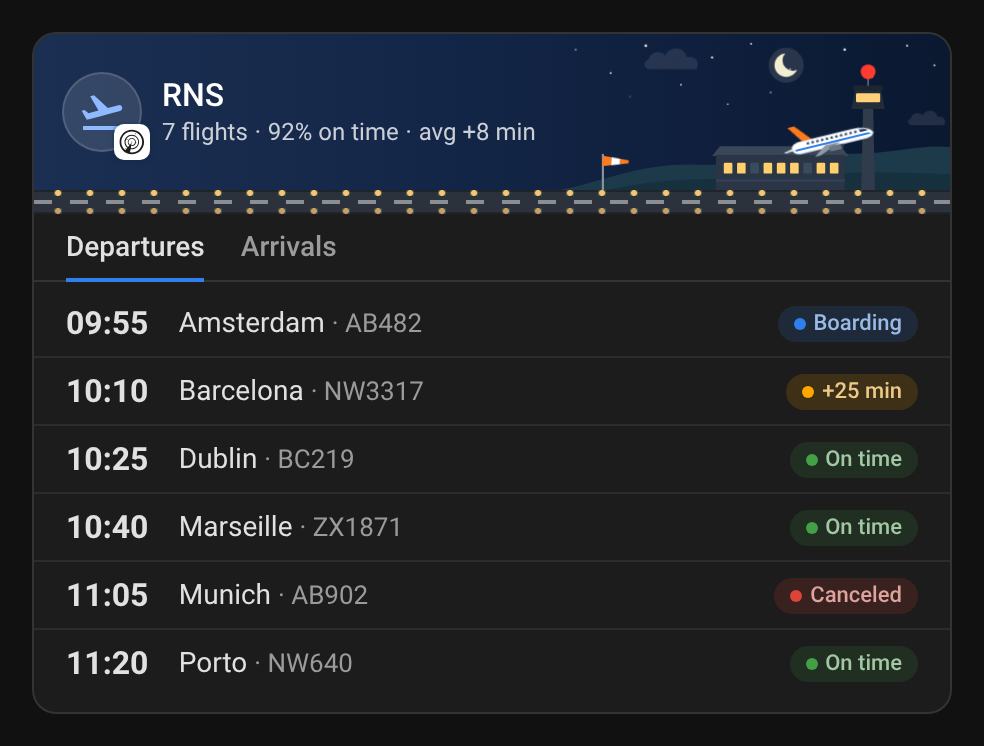 RNS
7 flights · 92% on time · avg +8 min
Departures Arrivals
09:55 Amsterdam · AB482 Boarding
10:10 Barcelona · NW3317 +25 min
10:25 Dublin · BC219 On time
10:40 Marseille · ZX1871 On time
11:05 Munich · AB902 Canceled
11:20 Porto · NW640 On time